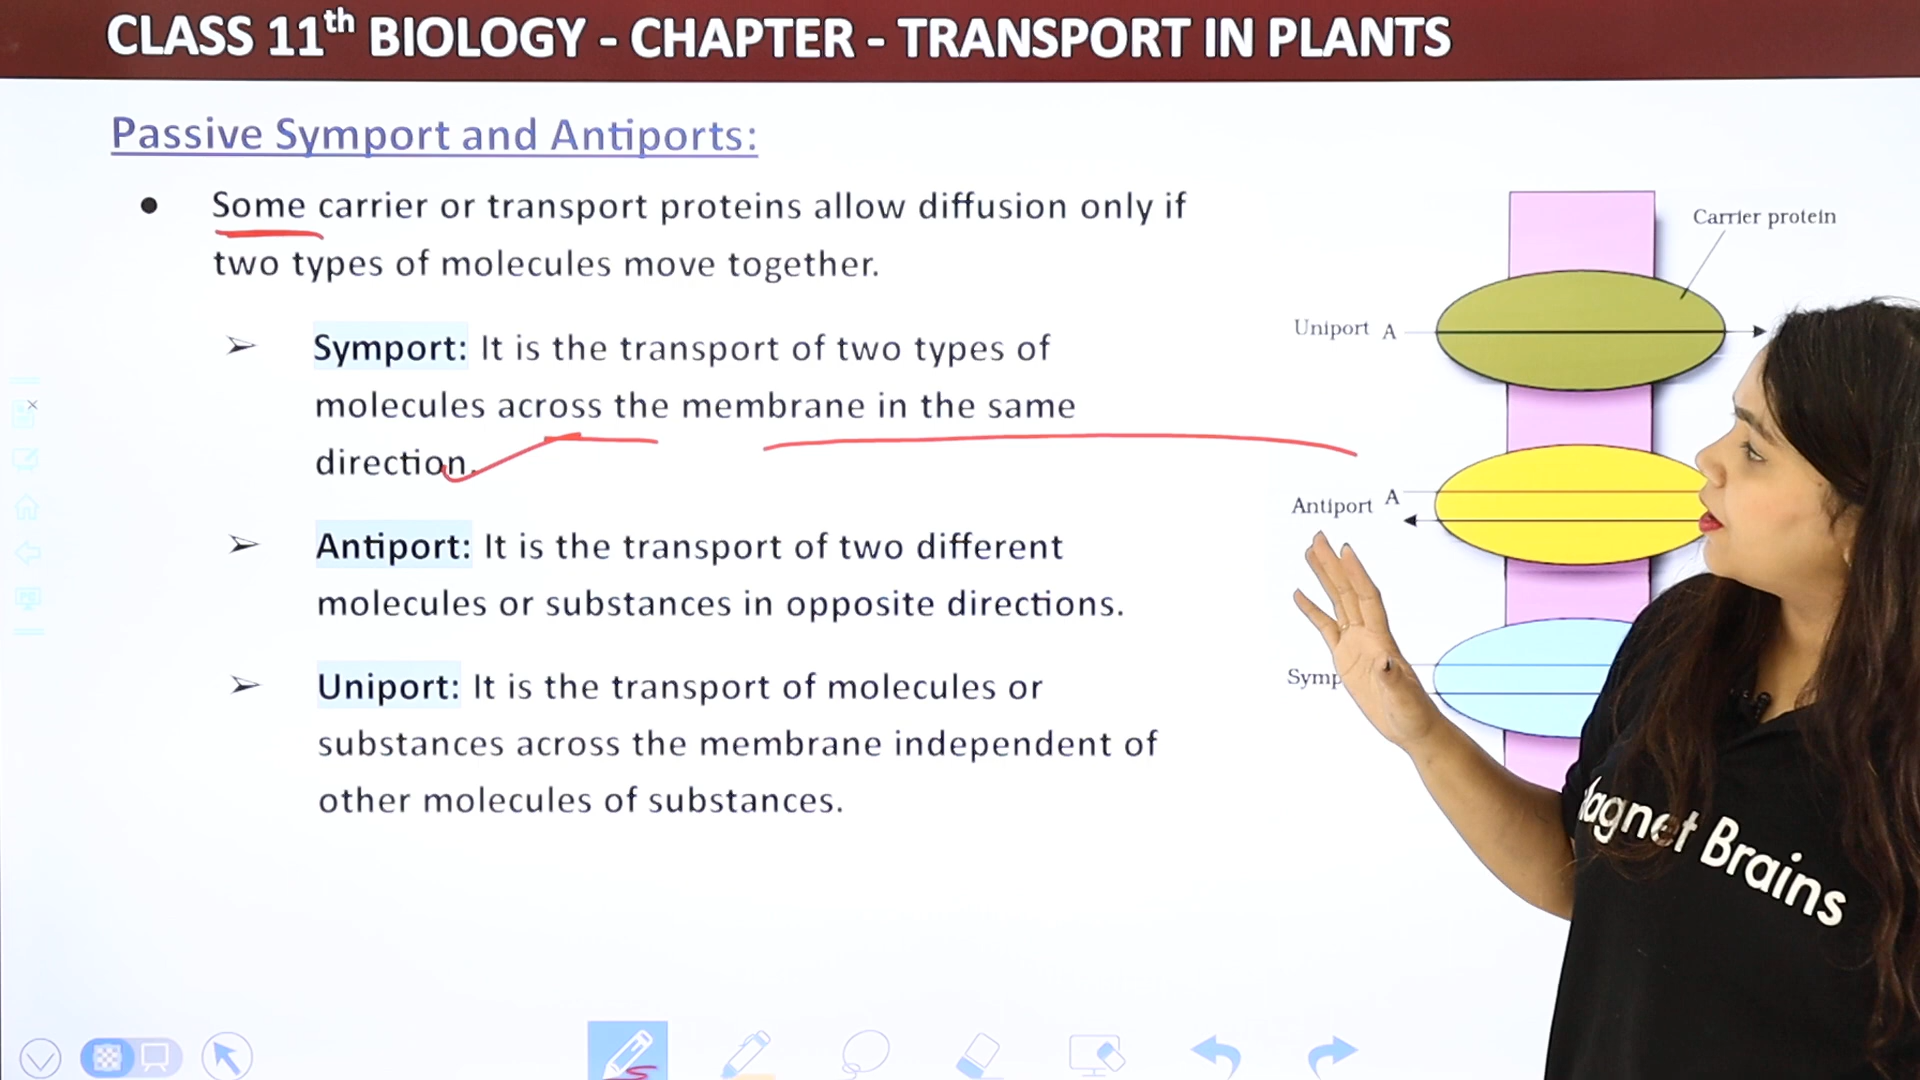 CLASS 11th BIOLOGY - CHAPTER - TRANSPORT IN PLANTS
Passive Symport and Antiports:
● Some carrier or transport proteins allow diffusion only if
two types of molecules move together.
➢ Symport: It is the transport of two types of
molecules across the membrane in the same
direction.
➢ Antiport: It is the transport of two different
molecules or substances in opposite directions.
➢ Uniport: It is the transport of molecules or
substances across the membrane independent of
other molecules of substances.
Carrier protein
Uniport A
Antiport A
Symp
agnet Brains